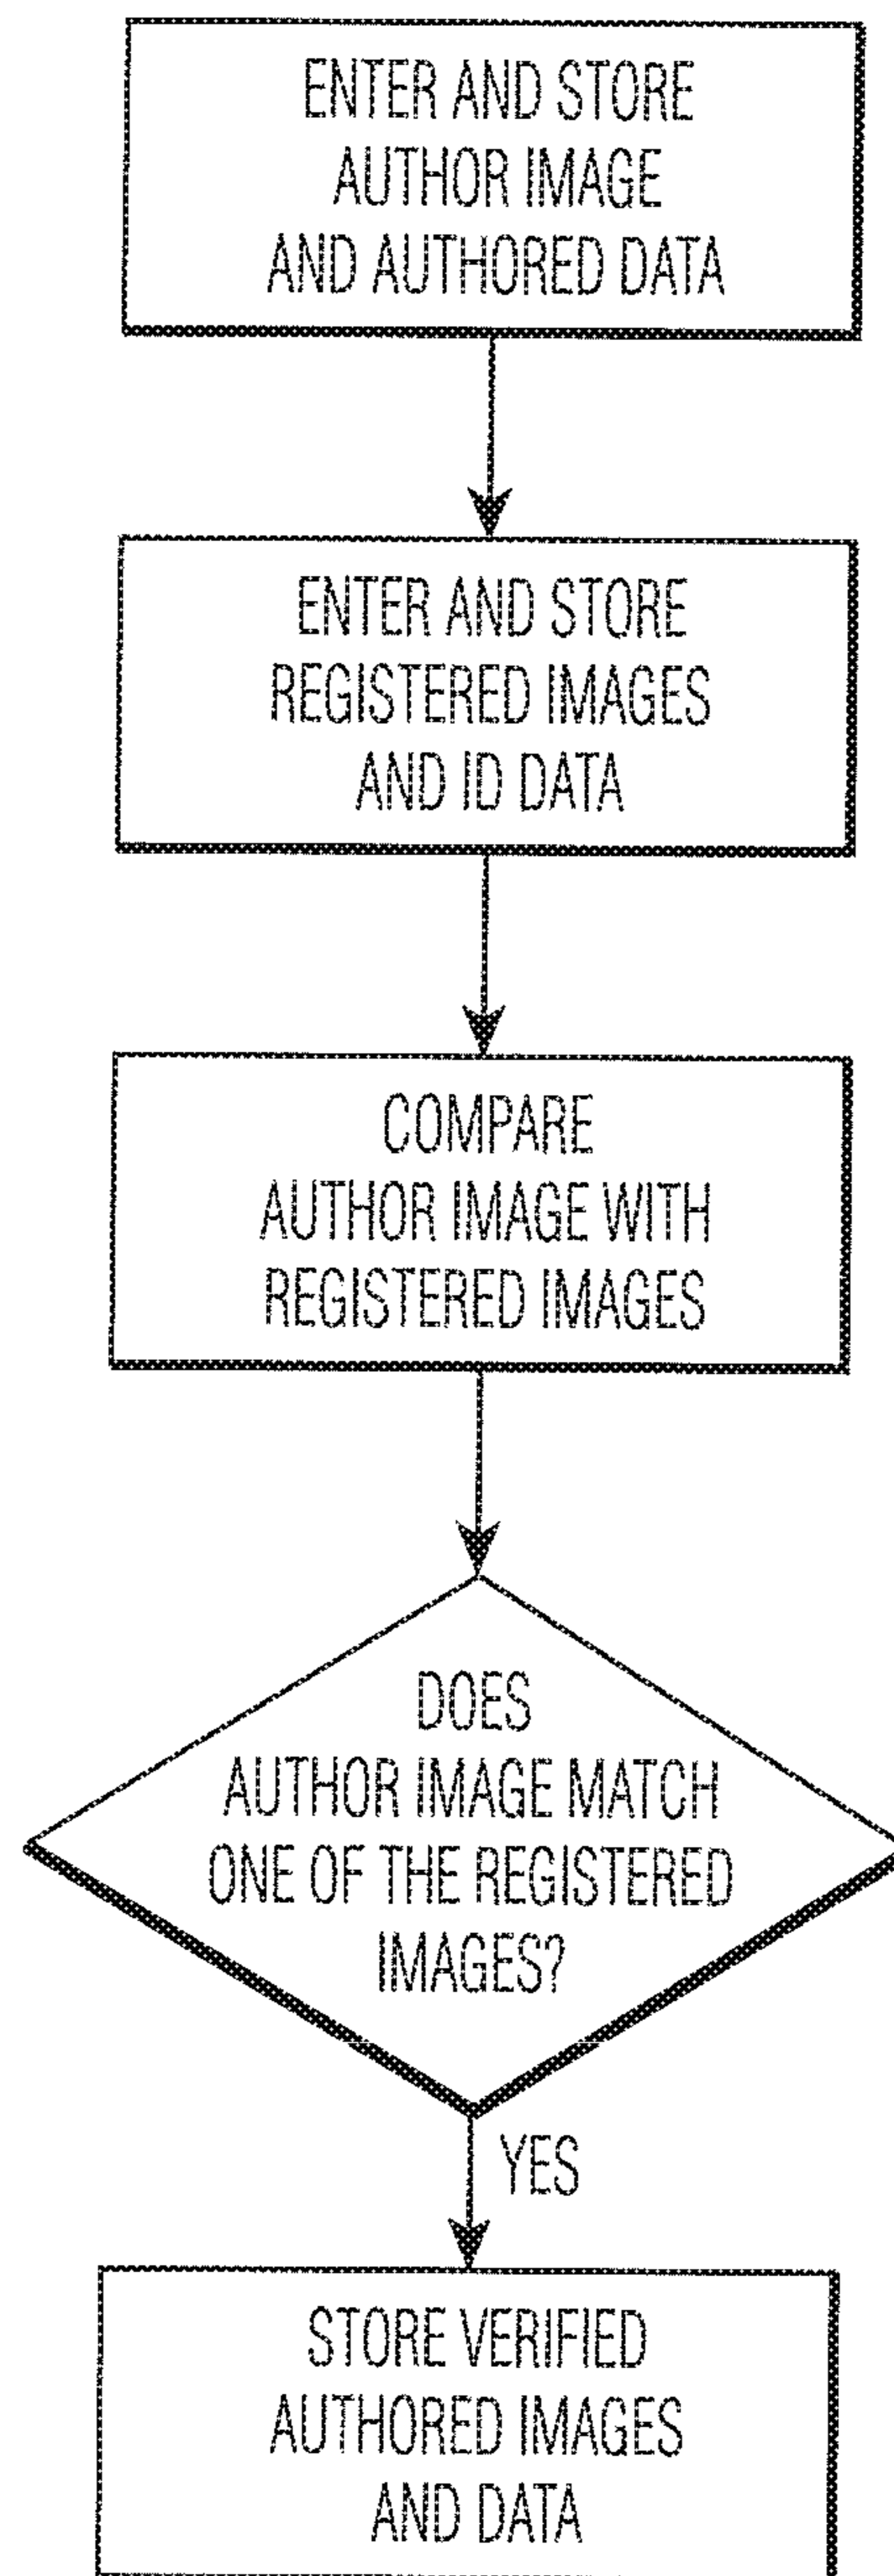 ENTER AND STORE
AUTHOR IMAGE
AND AUTHORED DATA
ENTER AND STORE
REGISTERED IMAGES
AND ID DATA
COMPARE
AUTHOR IMAGE WITH
REGISTERED IMAGES
DOES
AUTHOR IMAGE MATCH
ONE OF THE REGISTERED
IMAGES?
YES
STORE VERIFIED
AUTHORED IMAGES
AND DATA